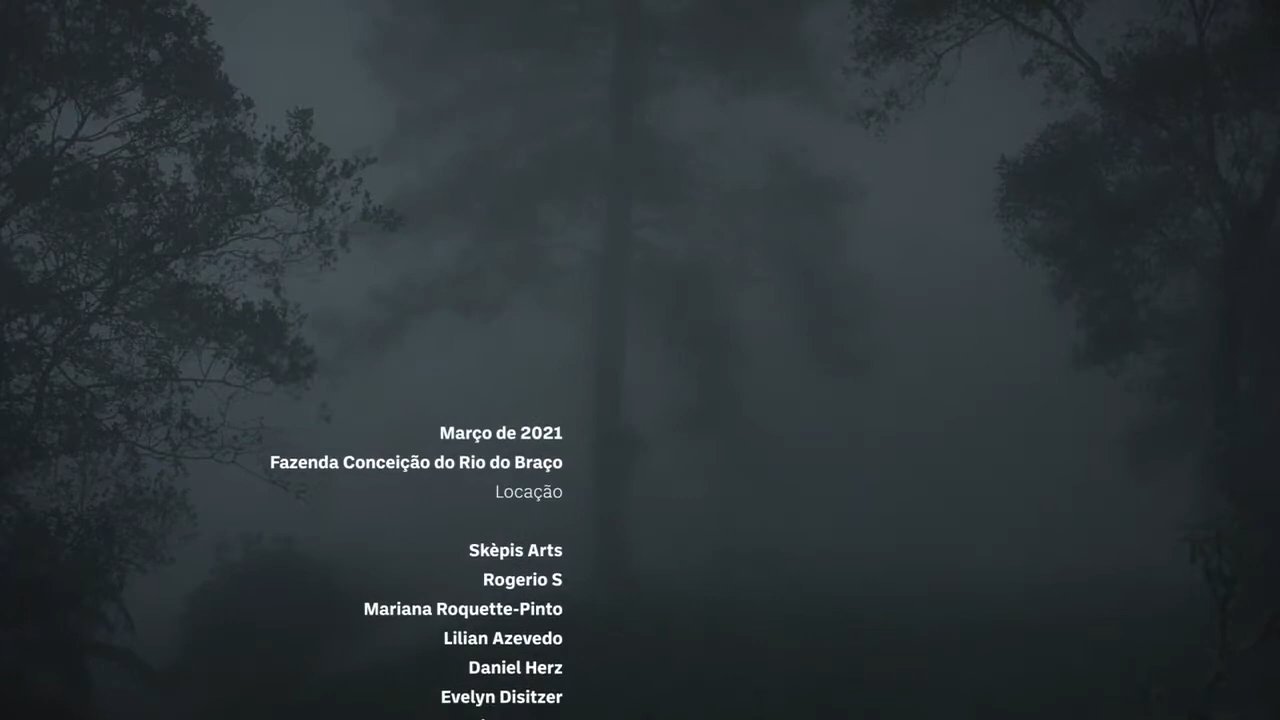 Março de 2021
Fazenda Conceição do Rio do Braço
Locação
Skèpis Arts
Rogerio S
Mariana Roquette-Pinto
Lilian Azevedo
Daniel Herz
Evelyn Disitzer